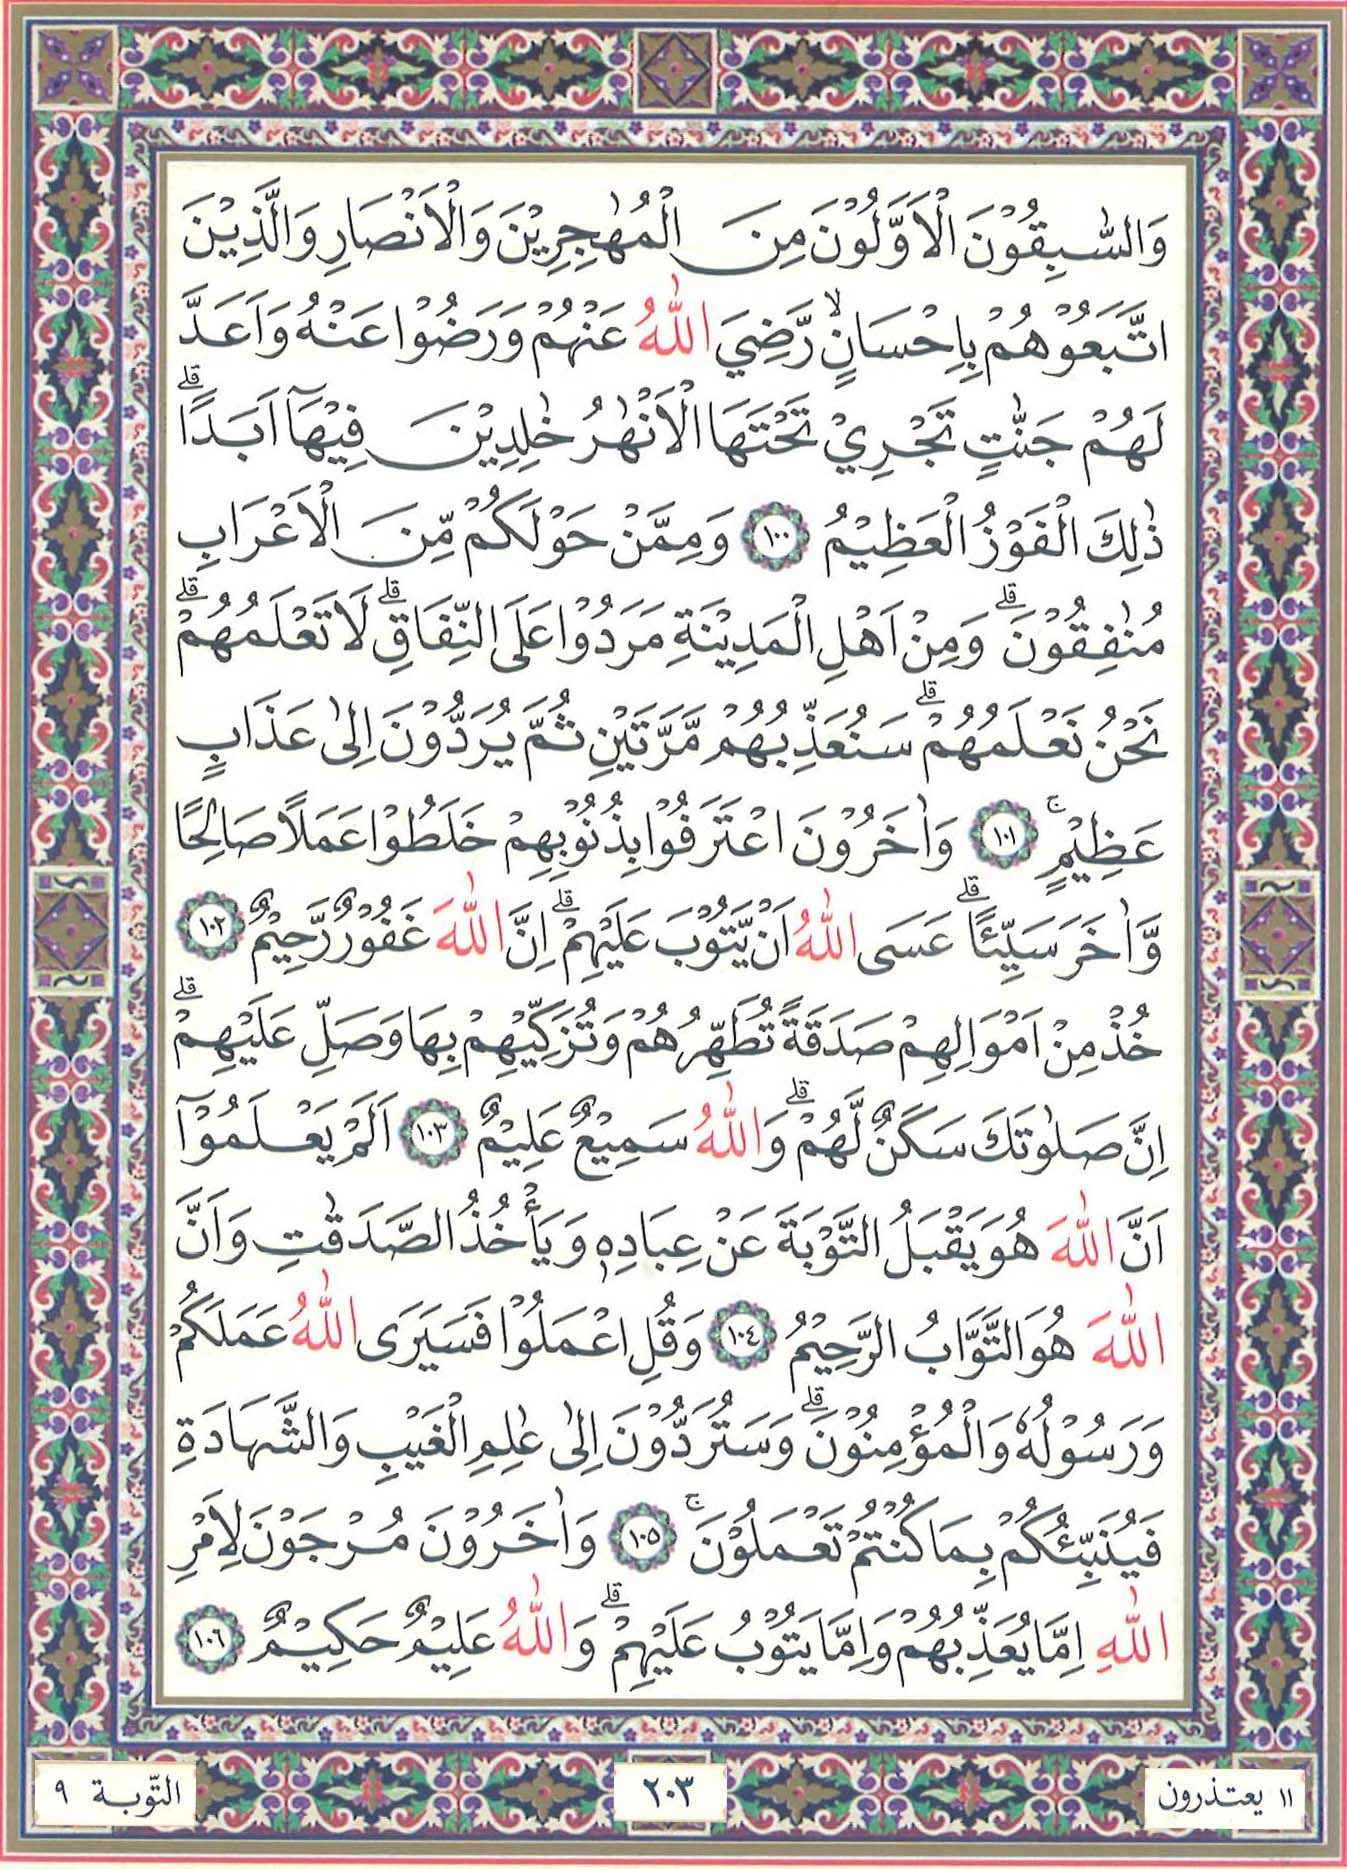 وَالسّٰبِقُوْنَ الْاَوَّلُوْنَ مِنَ الْمُهٰجِرِيْنَ وَالْاَنْصَارِ وَالَّذِيْنَ
اتَّبَعُوْهُمْ بِاِحْسَانٍۙ رَّضِيَ اللّٰهُ عَنْهُمْ وَرَضُوْا عَنْهُ وَاَعَدَّ
لَهُمْ جَنّٰتٍ تَجْرِيْ تَحْتَهَا الْاَنْهٰرُ خٰلِدِيْنَ فِيْهَآ اَبَدًاۗ
ذٰلِكَ الْفَوْزُ الْعَظِيْمُ ١٠٠ وَمِمَّنْ حَوْلَكُمْ مِّنَ الْاَعْرَابِ
مُنٰفِقُوْنَۗ وَمِنْ اَهْلِ الْمَدِيْنَةِ مَرَدُوْا عَلَى النِّفَاقِۗ لَا تَعْلَمُهُمْۗ
نَحْنُ نَعْلَمُهُمْۗ سَنُعَذِّبُهُمْ مَّرَّتَيْنِ ثُمَّ يُرَدُّوْنَ اِلٰى عَذَابٍ
عَظِيْمٍۚ ١٠١ وَاٰخَرُوْنَ اعْتَرَفُوْا بِذُنُوْبِهِمْ خَلَطُوْا عَمَلًا صَالِحًا
وَّاٰخَرَ سَيِّئًاۗ عَسَى اللّٰهُ اَنْ يَّتُوْبَ عَلَيْهِمْۗ اِنَّ اللّٰهَ غَفُوْرٌ رَّحِيْمٌ ١٠٢
خُذْ مِنْ اَمْوَالِهِمْ صَدَقَةً تُطَهِّرُهُمْ وَتُزَكِّيْهِمْ بِهَا وَصَلِّ عَلَيْهِمْۗ
اِنَّ صَلٰوتَكَ سَكَنٌ لَّهُمْۗ وَاللّٰهُ سَمِيْعٌ عَلِيْمٌ ١٠٣ اَلَمْ يَعْلَمُوْٓا
اَنَّ اللّٰهَ هُوَ يَقْبَلُ التَّوْبَةَ عَنْ عِبَادِهٖ وَيَأْخُذُ الصَّدَقٰتِ وَاَنَّ
اللّٰهَ هُوَ التَّوَّابُ الرَّحِيْمُ ١٠٤ وَقُلِ اعْمَلُوْا فَسَيَرَى اللّٰهُ عَمَلَكُمْ
وَرَسُوْلُهٗ وَالْمُؤْمِنُوْنَۗ وَسَتُرَدُّوْنَ اِلٰى عٰلِمِ الْغَيْبِ وَالشَّهَادَةِ
فَيُنَبِّئُكُمْ بِمَا كُنْتُمْ تَعْمَلُوْنَۚ ١٠٥ وَاٰخَرُوْنَ مُرْجَوْنَ لِاَمْرِ
اللّٰهِ اِمَّا يُعَذِّبُهُمْ وَاِمَّا يَتُوْبُ عَلَيْهِمْۗ وَاللّٰهُ عَلِيْمٌ حَكِيْمٌ ١٠٦
١١ يعتذرون ٢٠٣ التّوبة ٩